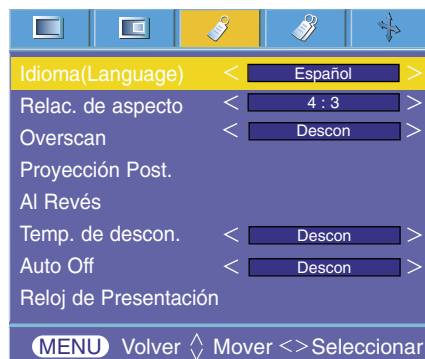 Idioma(Language) < Español >
Relac. de aspecto < 4 : 3 >
Overscan < Descon >
Proyección Post.
Al Revés
Temp. de descon. < Descon >
Auto Off < Descon >
Reloj de Presentación
MENU Volver Mover <> Seleccionar